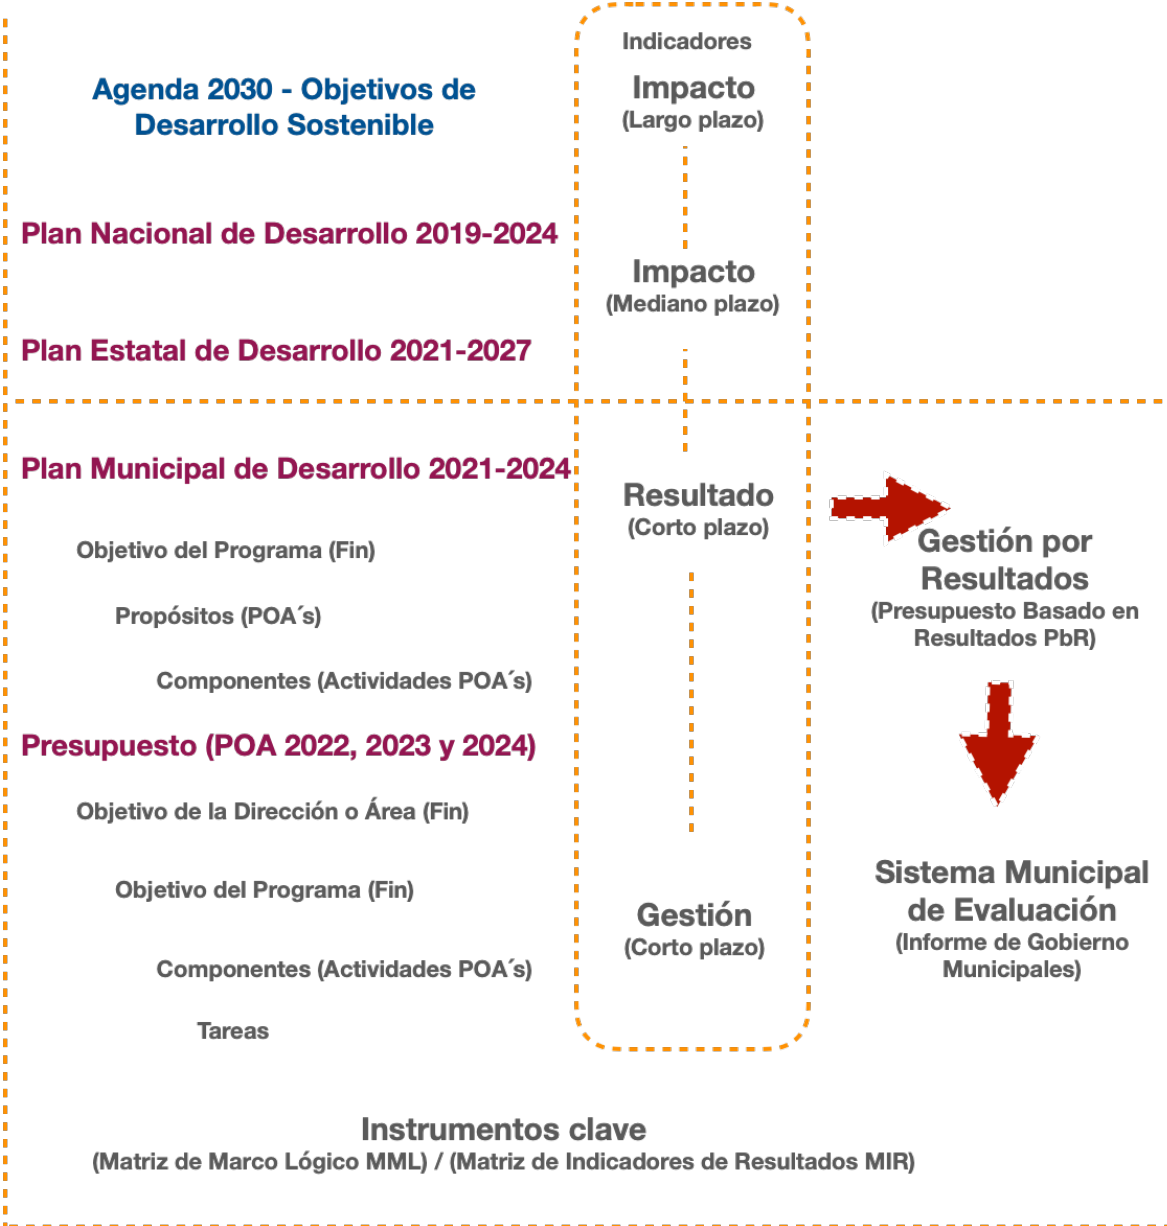 Indicadores
Agenda 2030 - Objetivos de
Desarrollo Sostenible
Impacto
(Largo plazo)
Plan Nacional de Desarrollo 2019-2024
Impacto
(Mediano plazo)
Plan Estatal de Desarrollo 2021-2027
Plan Municipal de Desarrollo 2021-2024
Resultado
(Corto plazo)
Objetivo del Programa (Fin)
Propósitos (POA´s)
Componentes (Actividades POA´s)
Gestión por
Resultados
(Presupuesto Basado en
Resultados PbR)
Presupuesto (POA 2022, 2023 y 2024)
Objetivo de la Dirección o Área (Fin)
Objetivo del Programa (Fin)
Componentes (Actividades POA´s)
Tareas
Gestión
(Corto plazo)
Sistema Municipal
de Evaluación
(Informe de Gobierno
Municipales)
Instrumentos clave
(Matriz de Marco Lógico MML) / (Matriz de Indicadores de Resultados MIR)